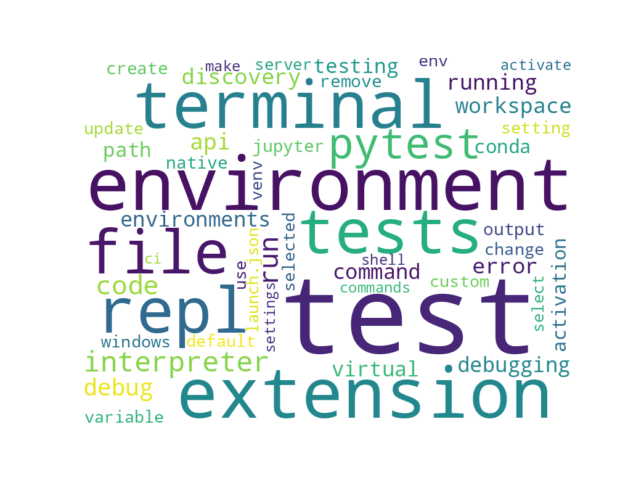 create make server testing env activate
discovery remove running
terminal workspace
update api pytest setting
path jupyter conda
native venv
environment
environments tests output
file selected change
ci use launch.json run shell command error activation
code settings commands custom select
repl test
windows default
interpreter virtual debugging
debug extension
variable